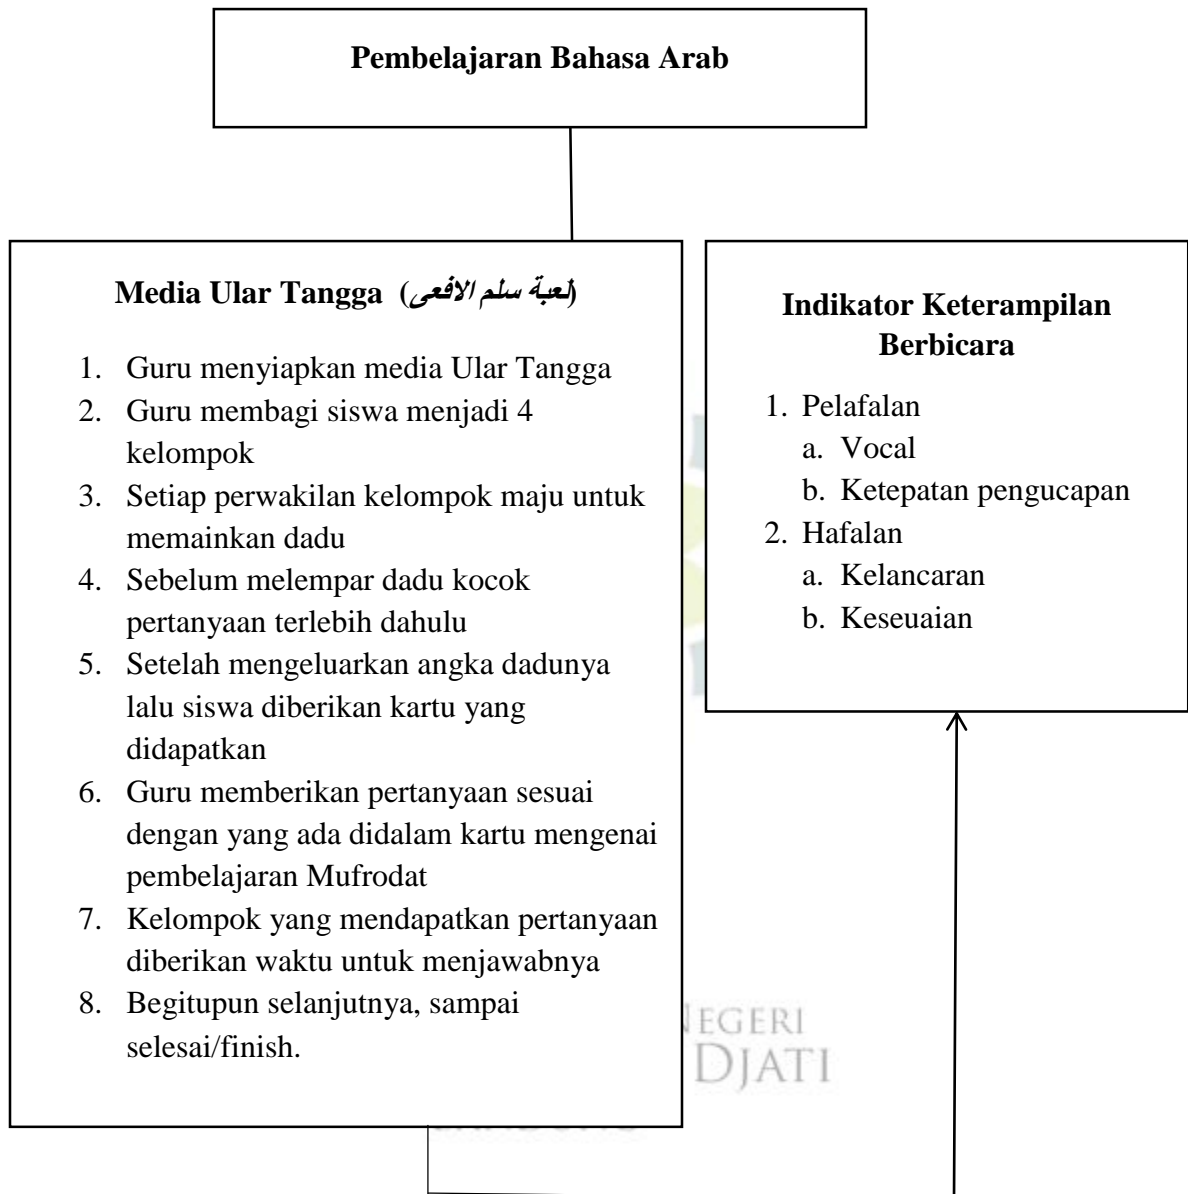 Pembelajaran Bahasa Arab
Media Ular Tangga (لعبة سلم الافعى)
1. Guru menyiapkan media Ular Tangga
2. Guru membagi siswa menjadi 4
kelompok
3. Setiap perwakilan kelompok maju untuk
memainkan dadu
4. Sebelum melempar dadu kocok
pertanyaan terlebih dahulu
5. Setelah mengeluarkan angka dadunya
lalu siswa diberikan kartu yang
didapatkan
6. Guru memberikan pertanyaan sesuai
dengan yang ada didalam kartu mengenai
pembelajaran Mufrodat
7. Kelompok yang mendapatkan pertanyaan
diberikan waktu untuk menjawabnya
8. Begitupun selanjutnya, sampai
selesai/finish.
Indikator Keterampilan
Berbicara
1. Pelafalan
a. Vocal
b. Ketepatan pengucapan
2. Hafalan
a. Kelancaran
b. Keseuaian
NEGERI
DJATI